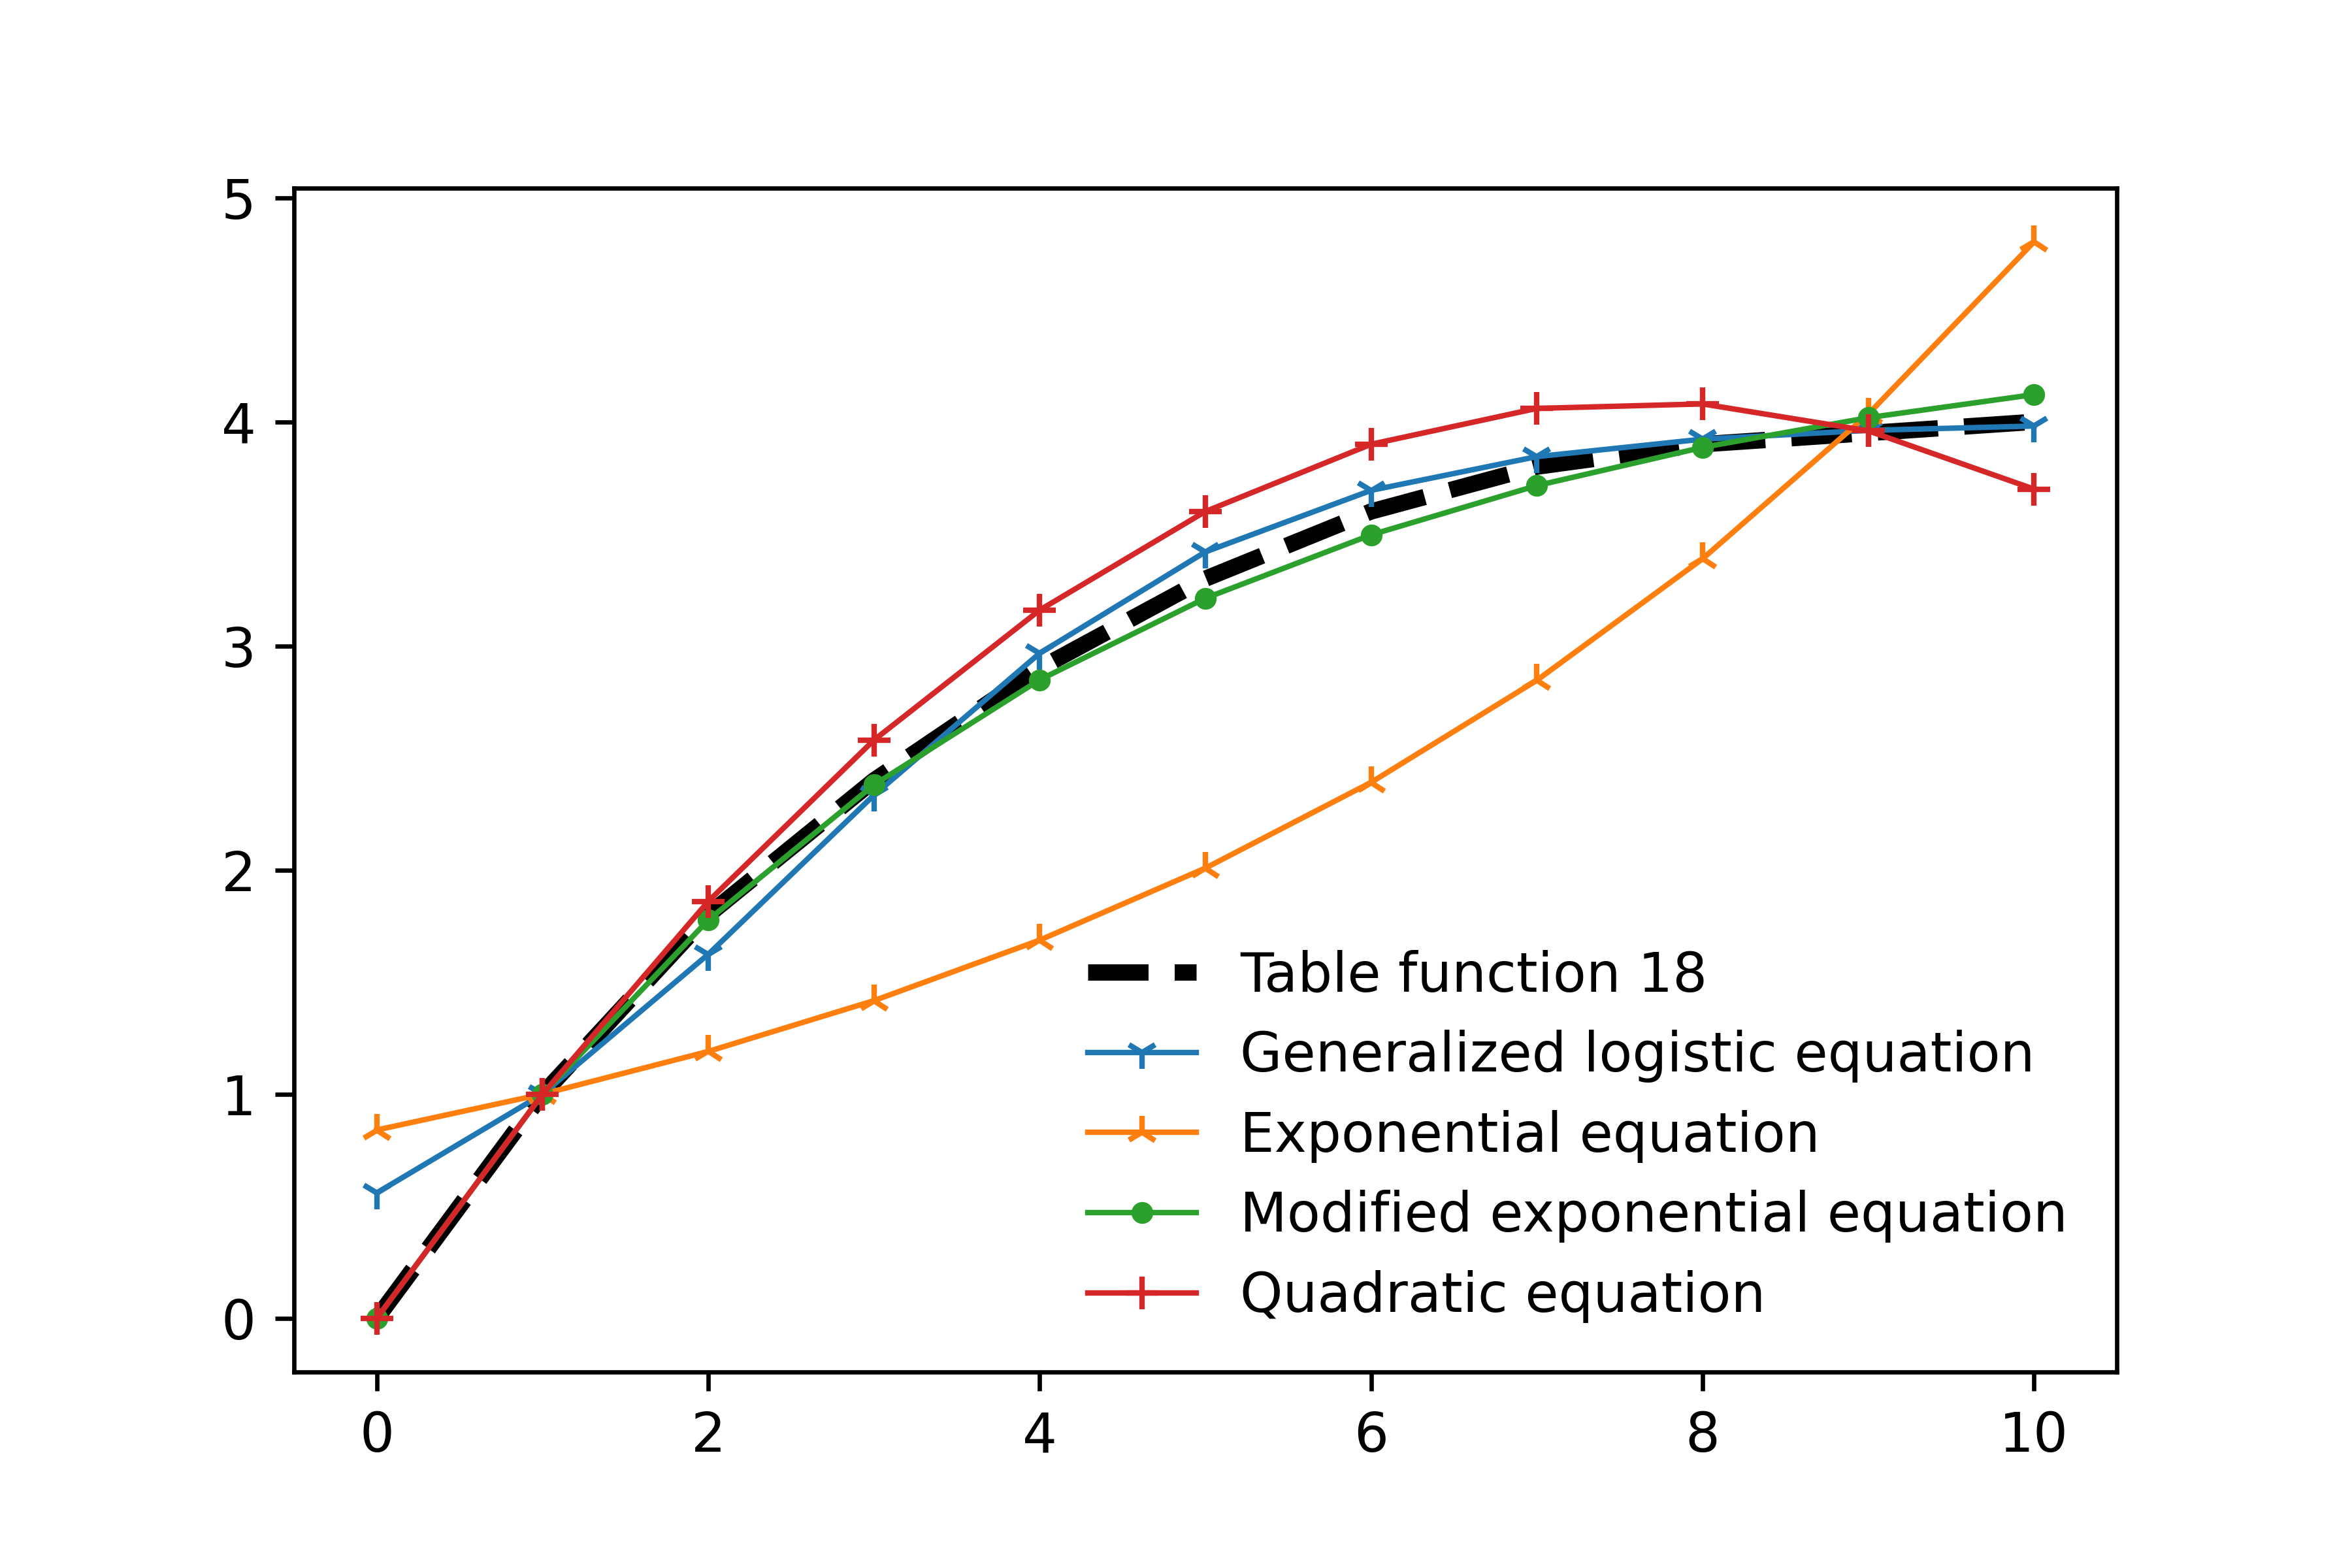 5
4
3
2
1
0
Table function 18
Generalized logistic equation
Exponential equation
Modified exponential equation
Quadratic equation
0 2 4 6 8 10